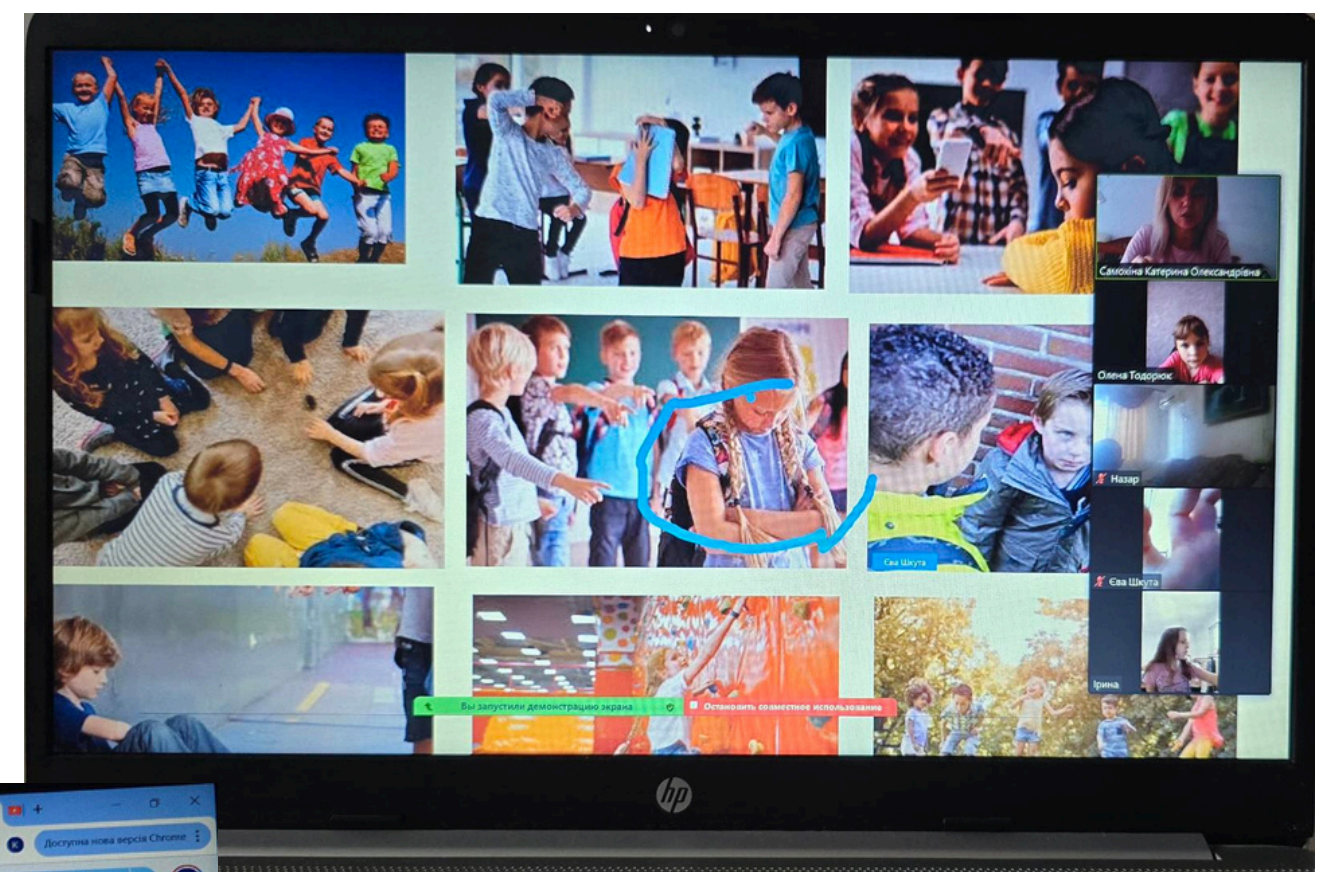 Самохіна Катерина Олександрівна
Олена Тодорюк
Назар
Єва Шкута
Єва Шкута
Ірина
Вы запустили демонстрацию экрана
Остановить совместное использование
hp
+
K
Доступна нова версія Chrome